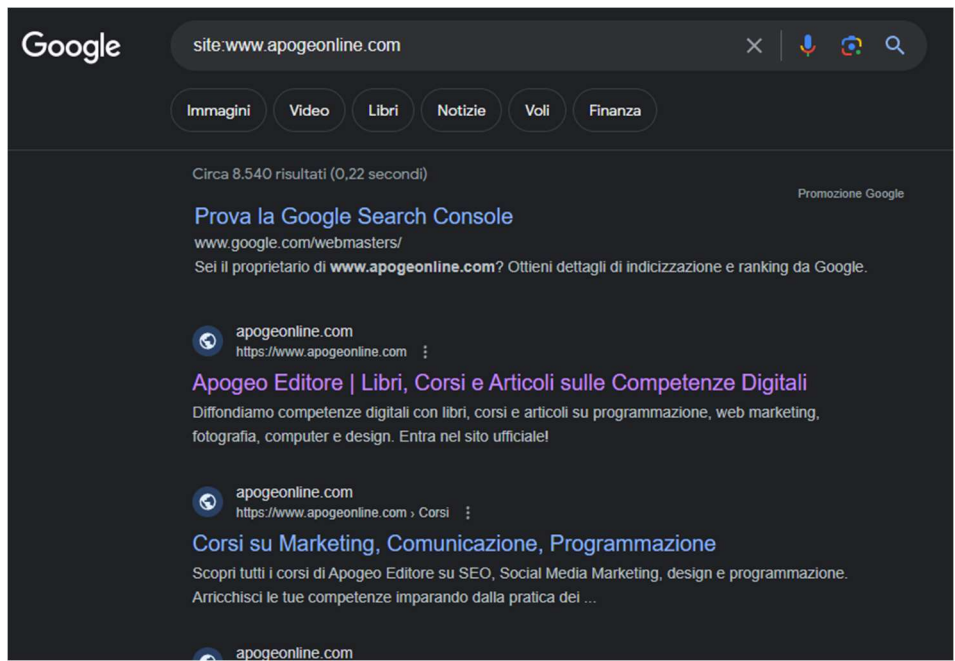 Google
site:www.apogeonline.com
Immagini Video Libri Notizie Voli Finanza
Circa 8.540 risultati (0,22 secondi)
Promozione Google
Prova la Google Search Console
www.google.com/webmasters/
Sei il proprietario di www.apogeonline.com? Ottieni dettagli di indicizzazione e ranking da Google.
apogeonline.com
https://www.apogeonline.com
Apogeo Editore | Libri, Corsi e Articoli sulle Competenze Digitali
Diffondiamo competenze digitali con libri, corsi e articoli su programmazione, web marketing,
fotografia, computer e design. Entra nel sito ufficiale!
apogeonline.com
https://www.apogeonline.com › Corsi
Corsi su Marketing, Comunicazione, Programmazione
Scopri tutti i corsi di Apogeo Editore su SEO, Social Media Marketing, design e programmazione.
Arricchisci le tue competenze imparando dalla pratica dei ...
apogeonline.com